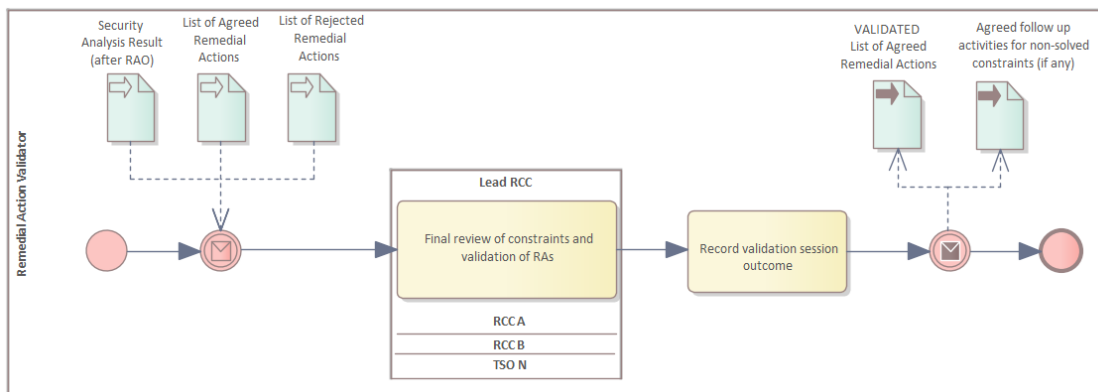 Remedial Action Validator
Security
Analysis Result
(after RAO)
List of Agreed
Remedial
Actions
List of Rejected
Remedial
Actions
VALIDATED
List of Agreed
Remedial Actions
Agreed follow up
activities for non-solved
constraints (if any)
Lead RCC
Final review of constraints and
validation of RAs
RCC A
RCC B
TSO N
Record validation session
outcome